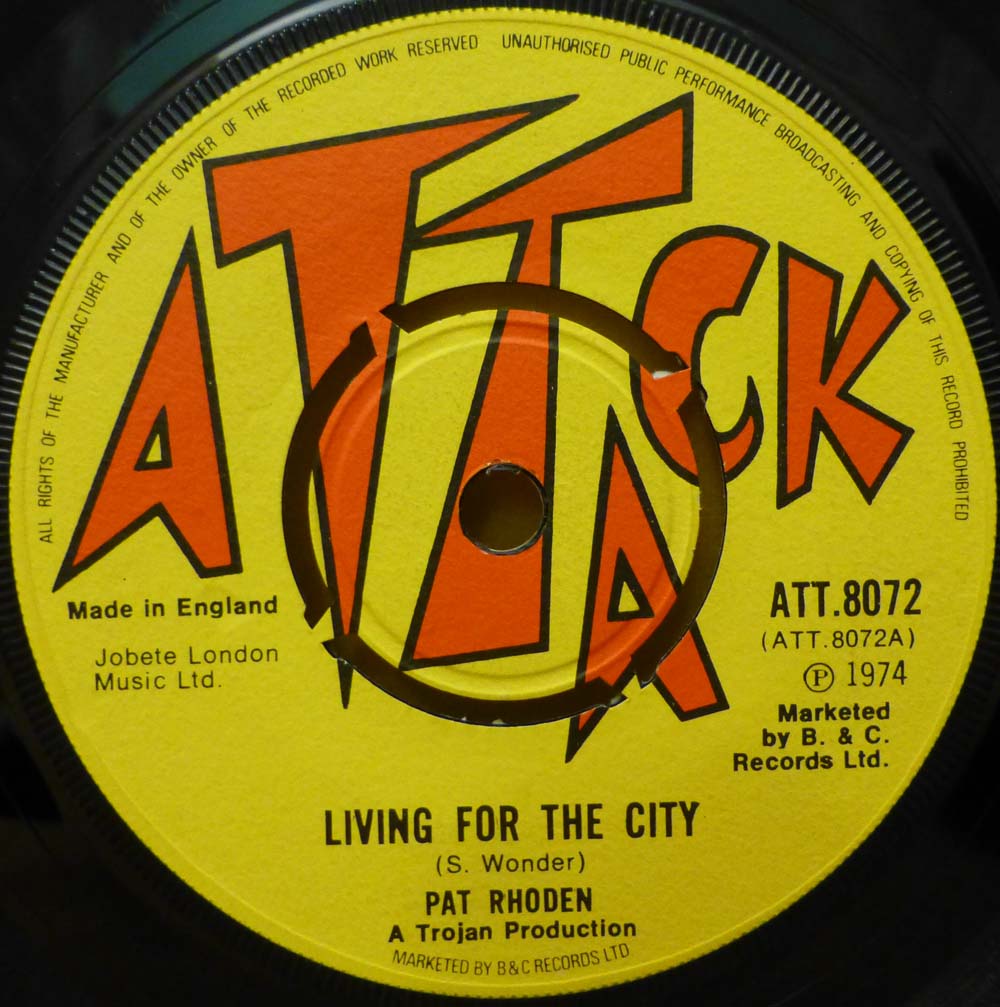 ALL RIGHTS OF THE MANUFACTURER AND OF THE OWNER OF THE RECORDED WORK RESERVED UNAUTHORISED PUBLIC PERFORMANCE BROADCASTING AND COPYING OF THIS RECORD PROHIBITED
ATTACK
Made in England
Jobete London
Music Ltd.
ATT.8072
(ATT.8072A)
℗ 1974
Marketed
by B. & C.
Records Ltd.
LIVING FOR THE CITY
(S. Wonder)
PAT RHODEN
A Trojan Production
MARKETED BY B&C RECORDS LTD